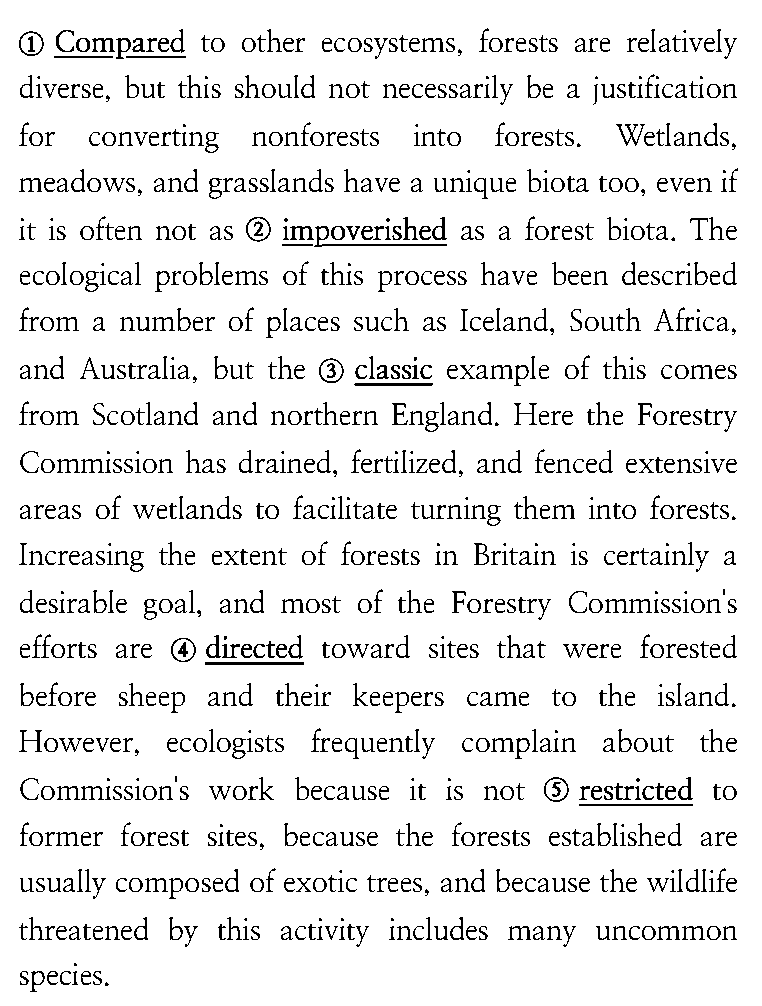 ① Compared to other ecosystems, forests are relatively
diverse, but this should not necessarily be a justification
for converting nonforests into forests. Wetlands,
meadows, and grasslands have a unique biota too, even if
it is often not as ② impoverished as a forest biota. The
ecological problems of this process have been described
from a number of places such as Iceland, South Africa,
and Australia, but the ③ classic example of this comes
from Scotland and northern England. Here the Forestry
Commission has drained, fertilized, and fenced extensive
areas of wetlands to facilitate turning them into forests.
Increasing the extent of forests in Britain is certainly a
desirable goal, and most of the Forestry Commission's
efforts are ④ directed toward sites that were forested
before sheep and their keepers came to the island.
However, ecologists frequently complain about the
Commission's work because it is not ⑤ restricted to
former forest sites, because the forests established are
usually composed of exotic trees, and because the wildlife
threatened by this activity includes many uncommon
species.